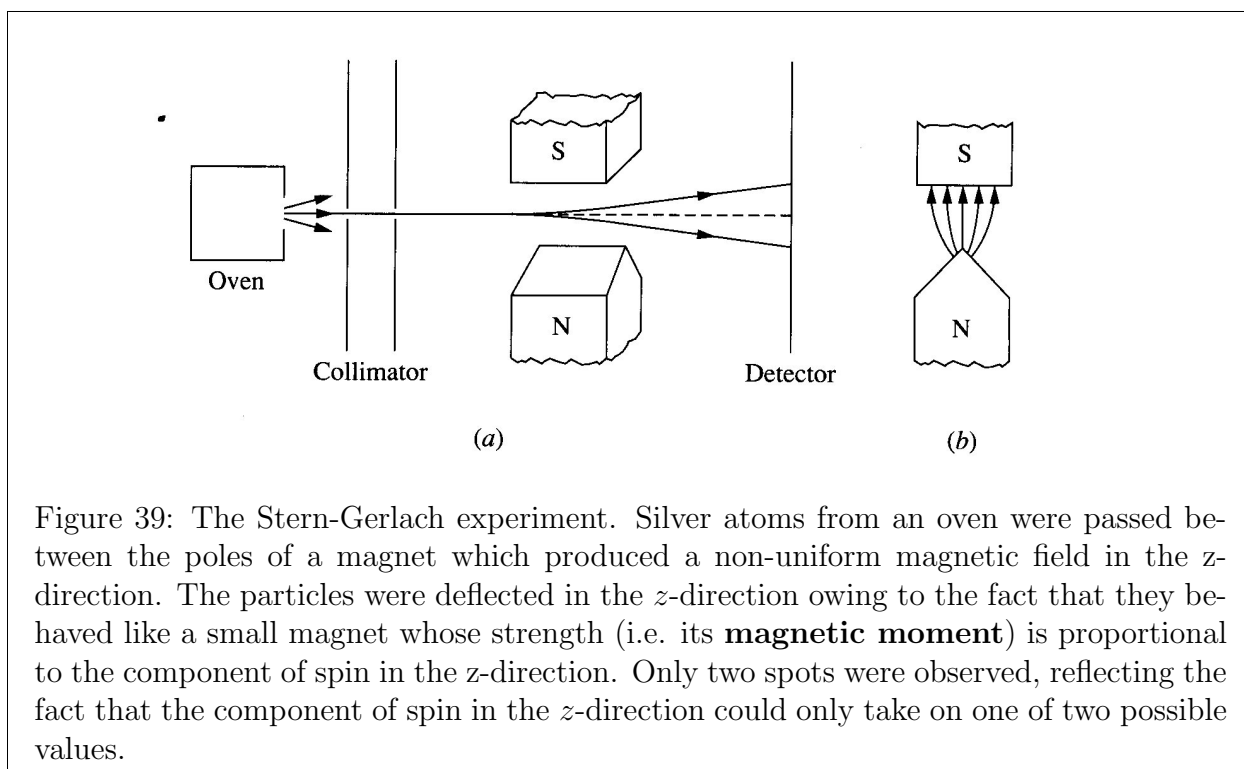 S
N
Oven
Collimator
Detector
(a)
S
N
(b)
Figure 39: The Stern-Gerlach experiment. Silver atoms from an oven were passed be-
tween the poles of a magnet which produced a non-uniform magnetic field in the z-
direction. The particles were deflected in the z-direction owing to the fact that they be-
haved like a small magnet whose strength (i.e. its magnetic moment) is proportional
to the component of spin in the z-direction. Only two spots were observed, reflecting the
fact that the component of spin in the z-direction could only take on one of two possible
values.